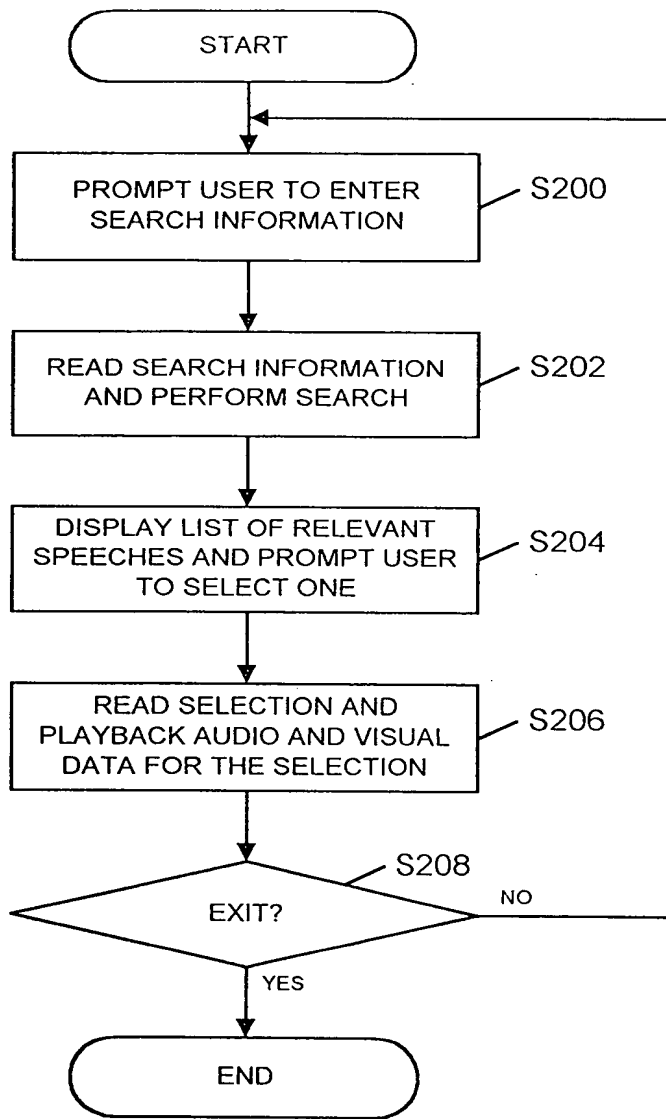 START
PROMPT USER TO ENTER
SEARCH INFORMATION
S200
READ SEARCH INFORMATION
AND PERFORM SEARCH
S202
DISPLAY LIST OF RELEVANT
SPEECHES AND PROMPT USER
TO SELECT ONE
S204
READ SELECTION AND
PLAYBACK AUDIO AND VISUAL
DATA FOR THE SELECTION
S206
S208
EXIT?
NO
YES
END